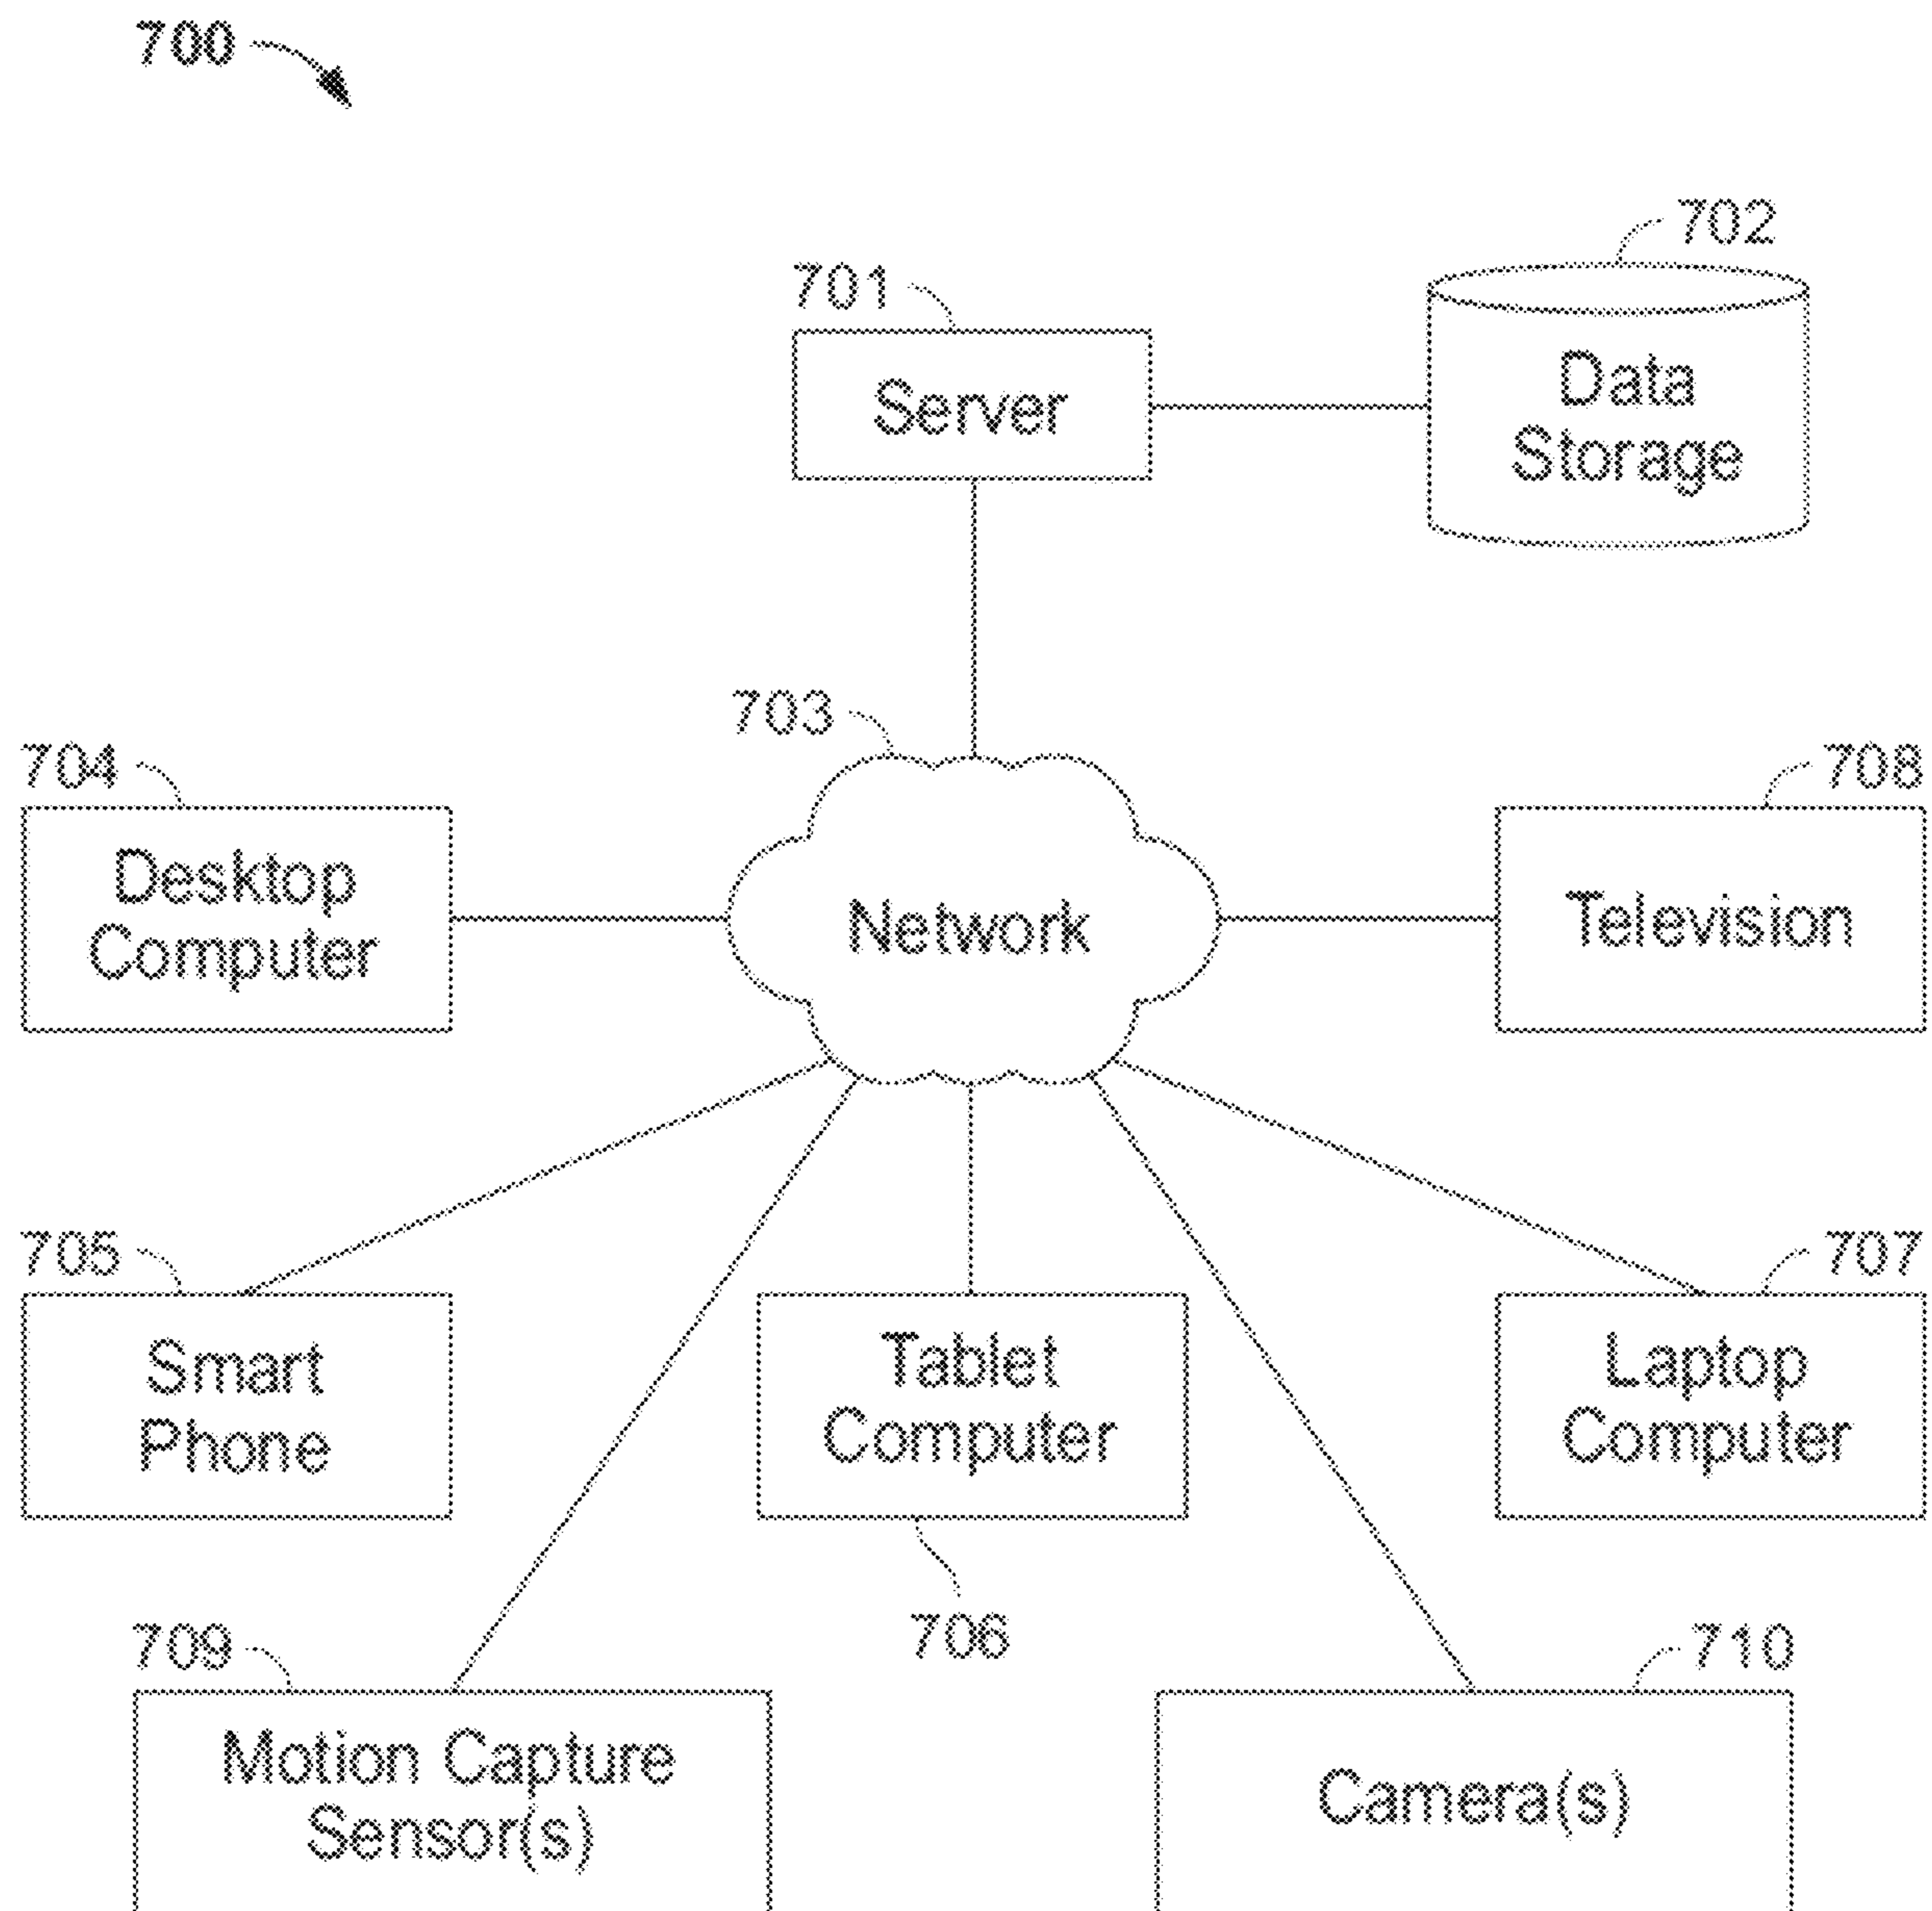 700
702
701
Server
Data
Storage
703
704
708
Desktop
Computer
Network
Television
705
707
Smart
Phone
Tablet
Computer
Laptop
Computer
706
709
710
Motion Capture
Sensor(s)
Camera(s)